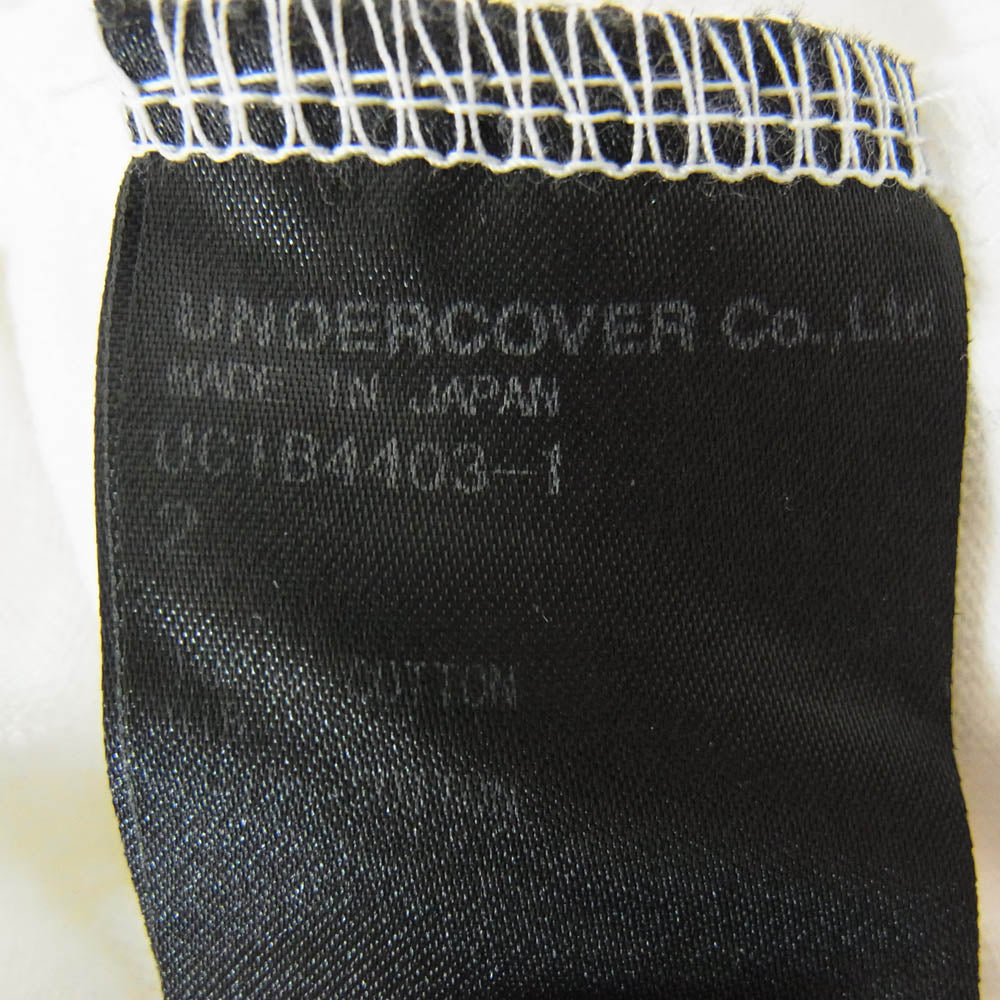 UNDERCOVER Co.,Ltd
MADE IN JAPAN
UC1B4403-1
2
COTTON